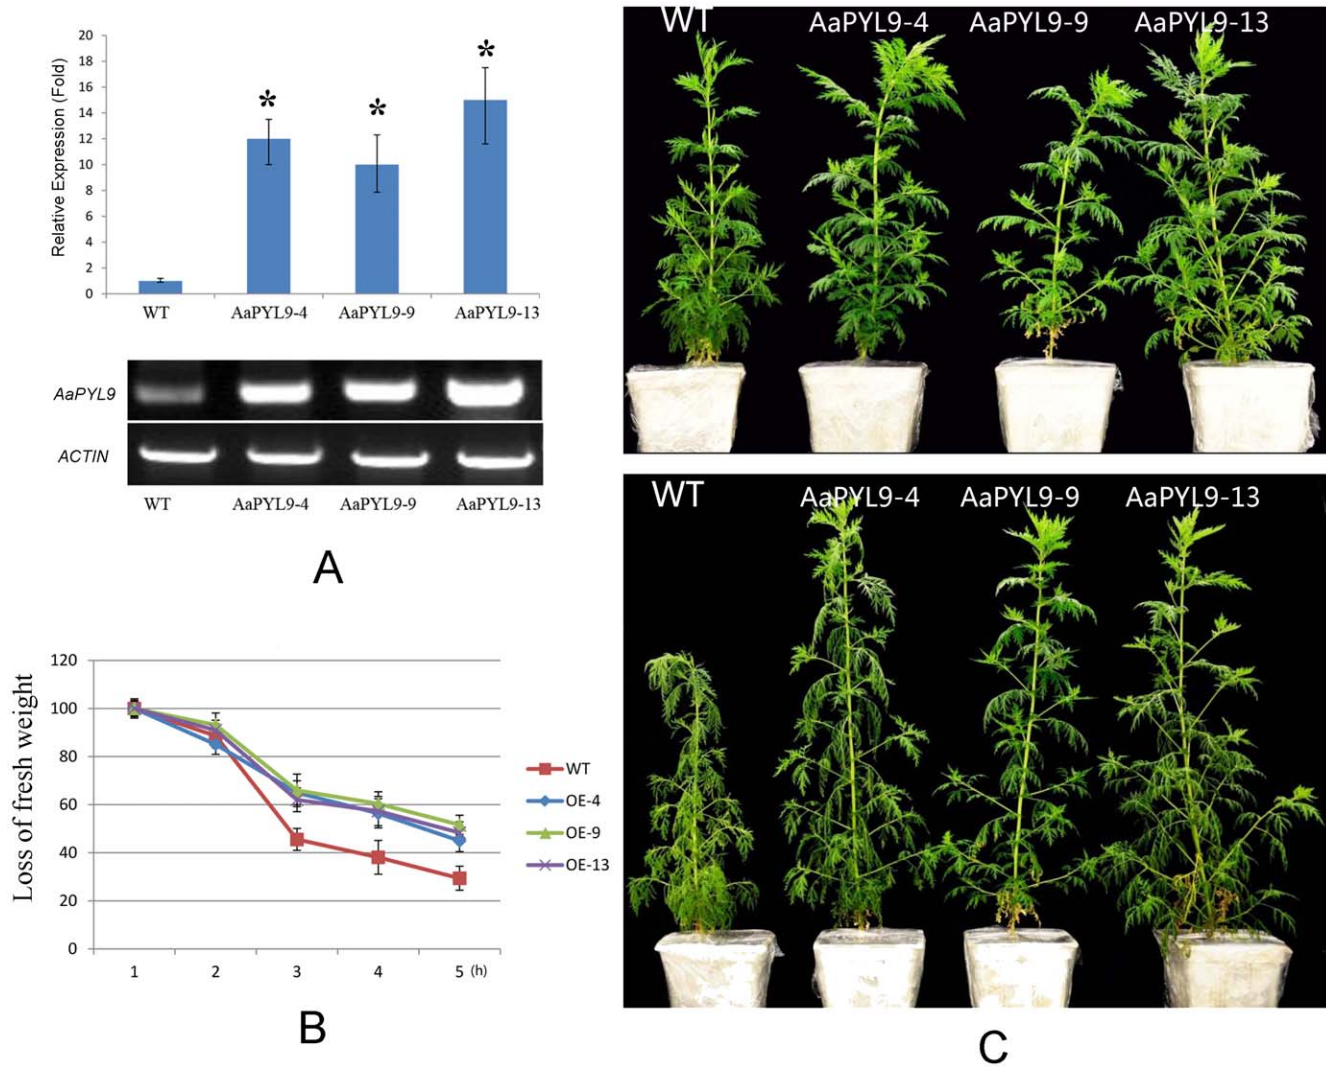 20
18
16
14
12
10
8
6
4
2
0
Relative Expression (Fold)
*
*
*
WT AaPYL9-4 AaPYL9-9 AaPYL9-13
AaPYL9
ACTIN
WT AaPYL9-4 AaPYL9-9 AaPYL9-13
A
120
100
80
60
40
20
0
Loss of fresh weight
1 2 3 4 5 (h)
WT
OE-4
OE-9
OE-13
B
WT AaPYL9-4 AaPYL9-9 AaPYL9-13
WT AaPYL9-4 AaPYL9-9 AaPYL9-13
C